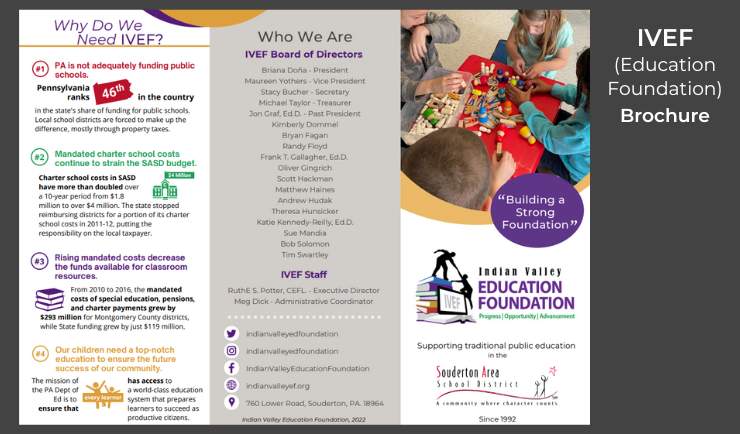 Why Do We
Need IVEF?
#1 PA is not adequately funding public
schools.
Pennsylvania
ranks 46th in the country
in the state's share of funding for public schools.
Local school districts are forced to make up the
difference, mostly through property taxes.
#2 Mandated charter school costs
continue to strain the SASD budget.
Charter school costs in SASD
have more than doubled over
a 10-year period from $1.8
million to over $4 million. The state stopped
reimbursing districts for a portion of its charter
school costs in 2011-12, putting the
responsibility on the local taxpayer.
$4 Million
#3 Rising mandated costs decrease
the funds available for classroom
resources.
From 2010 to 2016, the mandated
costs of special education, pensions,
and charter payments grew by
$293 million for Montgomery County districts,
while State funding grew by just $119 million.
#4 Our children need a top-notch
education to ensure the future
success of our community.
The mission of
the PA Dept of
Ed is to
ensure that
every learner
has access to
a world-class education
system that prepares
learners to succeed as
productive citizens.
Who We Are
IVEF Board of Directors
Briana Doña - President
Maureen Yothers - Vice President
Stacy Bucher - Secretary
Michael Taylor - Treasurer
Jon Graf, Ed.D. - Past President
Kimberly Dommel
Bryan Fagan
Randy Floyd
Frank T. Gallagher, Ed.D.
Oliver Gingrich
Scott Hackman
Matthew Haines
Andrew Hudak
Theresa Hunsicker
Katie Kennedy-Reilly, Ed.D.
Sue Mandia
Bob Solomon
Tim Swartley
IVEF Staff
RuthE S. Potter, CEFL. - Executive Director
Meg Dick - Administrative Coordinator
indianvalleyedfoundation
indianvalleyedfoundation
IndianValleyEducationFoundation
indianvalleyef.org
760 Lower Road, Souderton, PA. 18964
Indian Valley Education Foundation, 2022
“Building a
Strong
Foundation”
IVEF
Indian Valley
EDUCATION
FOUNDATION
Progress | Opportunity | Advancement
Supporting traditional public education
in the
Souderton Area
School District
SM
A community where character counts
Since 1992
IVEF
(Education
Foundation)
Brochure